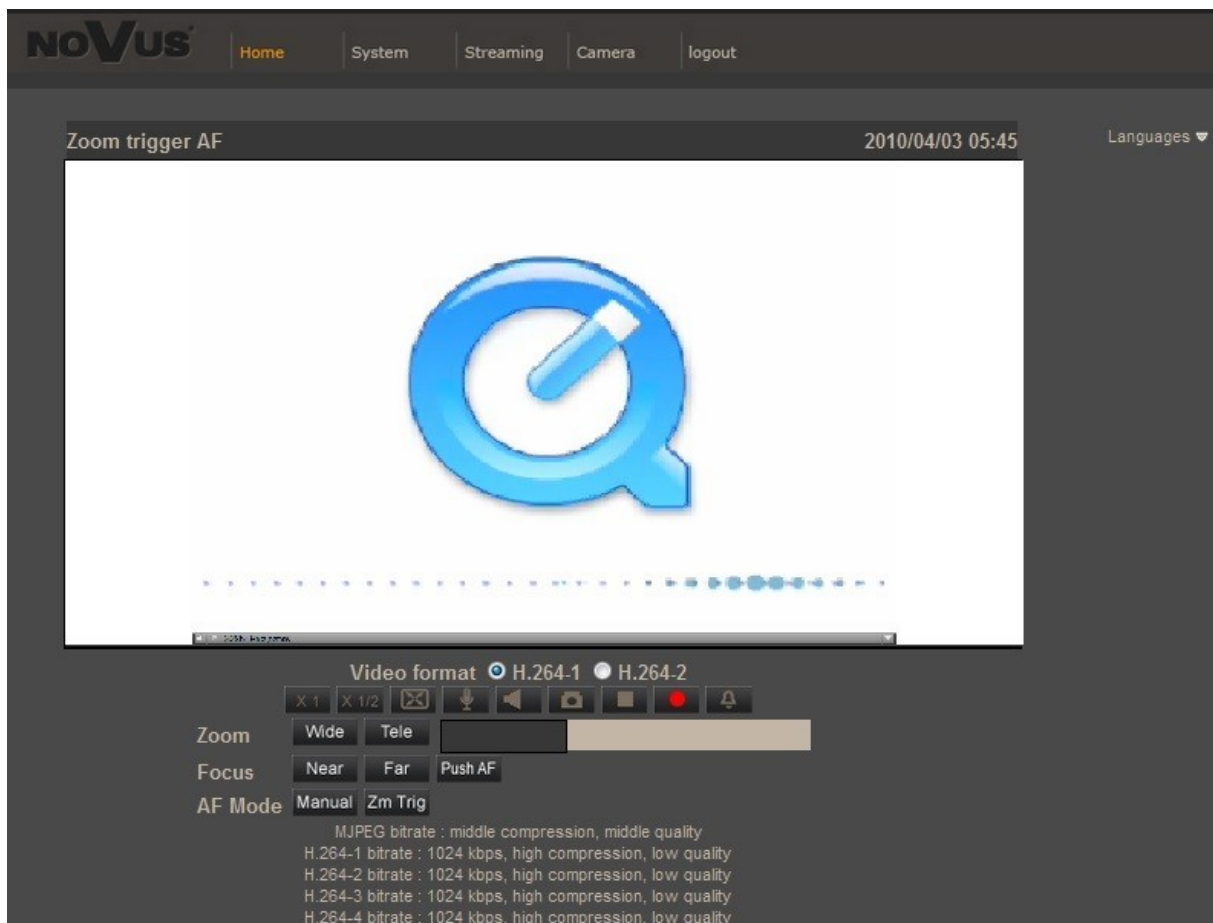 NOVUS
Home System Streaming Camera logout
Zoom trigger AF 2010/04/03 05:45 Languages
Video format H.264-1 H.264-2
X 1 X 1/2
Zoom Wide Tele
Focus Near Far Push AF
AF Mode Manual Zm Trig
MJPEG bitrate : middle compression, middle quality
H.264-1 bitrate : 1024 kbps, high compression, low quality
H.264-2 bitrate : 1024 kbps, high compression, low quality
H.264-3 bitrate : 1024 kbps, high compression, low quality
H.264-4 bitrate : 1024 kbps, high compression, low quality